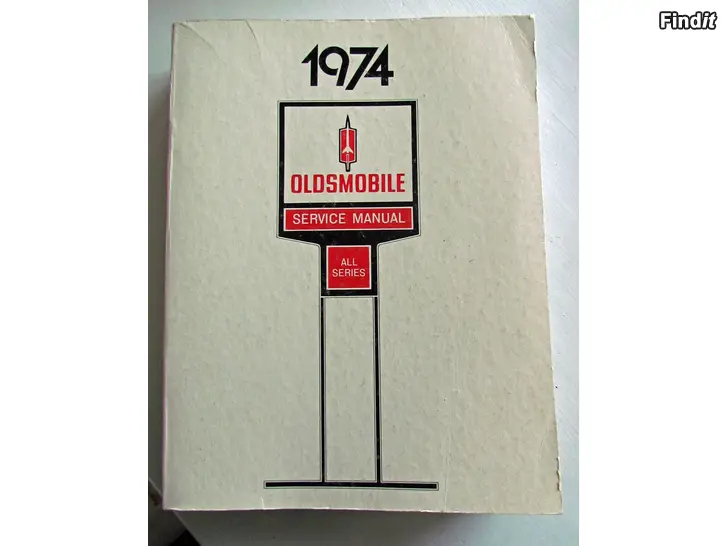 Findit
1974
OLDSMOBILE
SERVICE MANUAL
ALL
SERIES